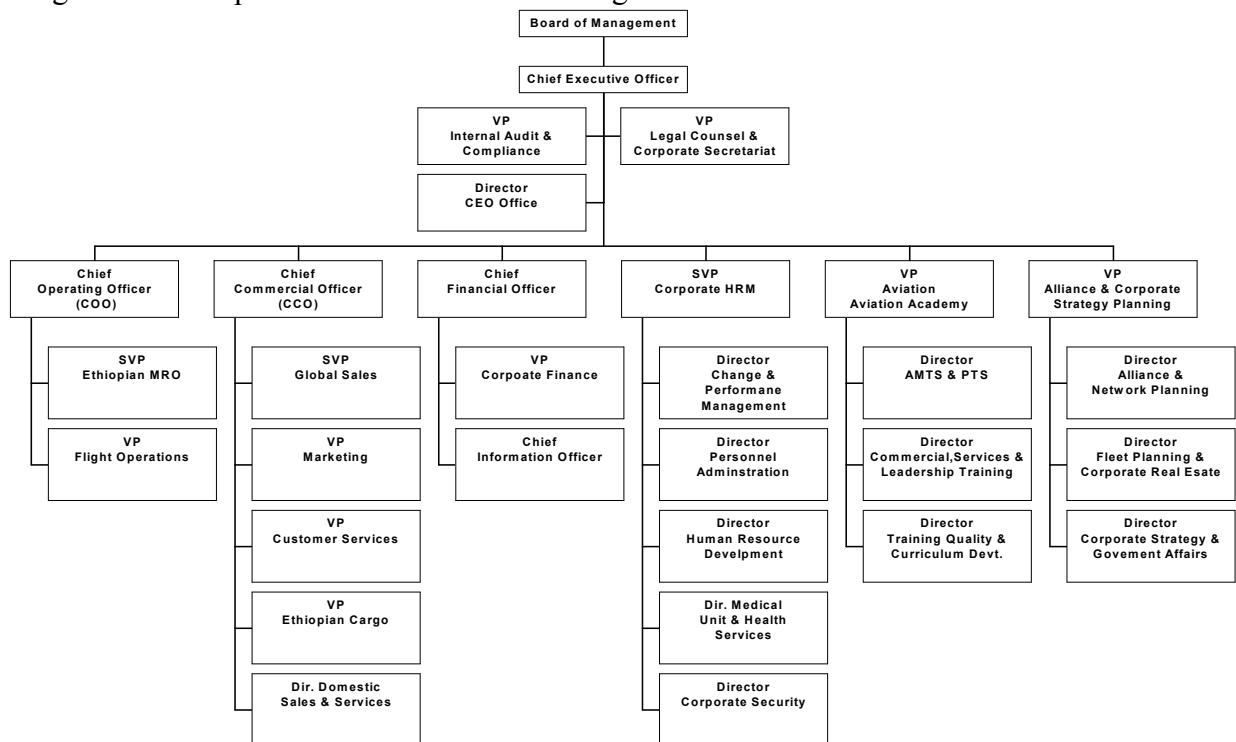 Board of Management
Chief Executive Officer
VP
Internal Audit &
Compliance
VP
Legal Counsel &
Corporate Secretariat
Director
CEO Office
Chief
Operating Officer
(COO)
Chief
Commercial Officer
(CCO)
Chief
Financial Officer
SVP
Corporate HRM
VP
Aviation
Aviation Academy
VP
Alliance & Corporate
Strategy Planning
SVP
Ethiopian MRO
VP
Flight Operations
SVP
Global Sales
VP
Marketing
VP
Customer Services
VP
Ethiopian Cargo
Dir. Domestic
Sales & Services
VP
Corpoate Finance
Chief
Information Officer
Director
Change &
Performane
Management
Director
Personnel
Adminstration
Director
Human Resource
Develpment
Dir. Medical
Unit & Health
Services
Director
Corporate Security
Director
AMTS & PTS
Director
Commercial,Services &
Leadership Training
Director
Training Quality &
Curriculum Devt.
Director
Alliance &
Network Planning
Director
Fleet Planning &
Corporate Real Esate
Director
Corporate Strategy &
Govement Affairs